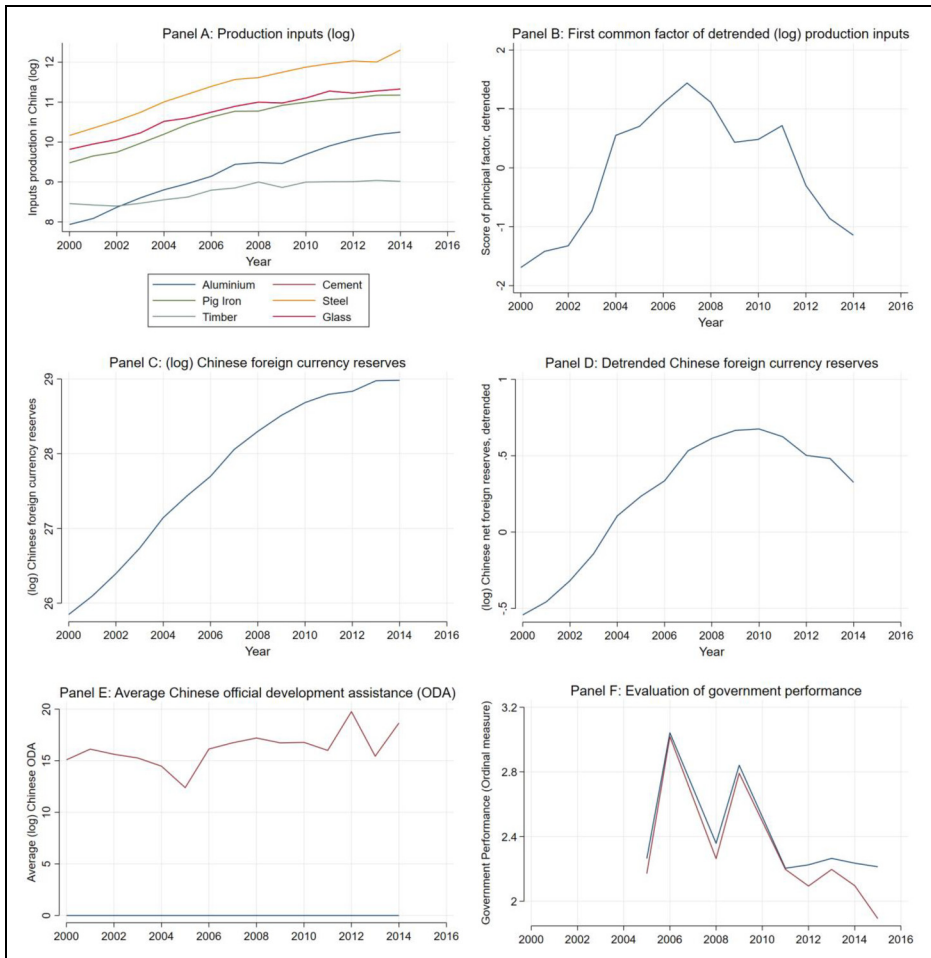 Panel A: Production inputs (log)
Inputs production in China (log)
12
11
10
9
8
2000 2002 2004 2006 2008 2010 2012 2014 2016
Year
Aluminium Cement
Pig Iron Steel
Timber Glass
Panel B: First common factor of detrended (log) production inputs
Score of principal factor, detrended
2
1
0
-1
-2
2000 2002 2004 2006 2008 2010 2012 2014 2016
Year
Panel C: (log) Chinese foreign currency reserves
(log) Chinese foreign currency reserves
29
28
27
26
2000 2002 2004 2006 2008 2010 2012 2014 2016
Year
Panel D: Detrended Chinese foreign currency reserves
(log) Chinese net foreign reserves, detrended
1
.5
0
-.5
2000 2002 2004 2006 2008 2010 2012 2014 2016
Year
Panel E: Average Chinese official development assistance (ODA)
Average (log) Chinese ODA
20
15
10
5
0
2000 2002 2004 2006 2008 2010 2012 2014 2016
Panel F: Evaluation of government performance
Government Performance (Ordinal measure)
3.2
2.8
2.4
2
2000 2002 2004 2006 2008 2010 2012 2014 2016